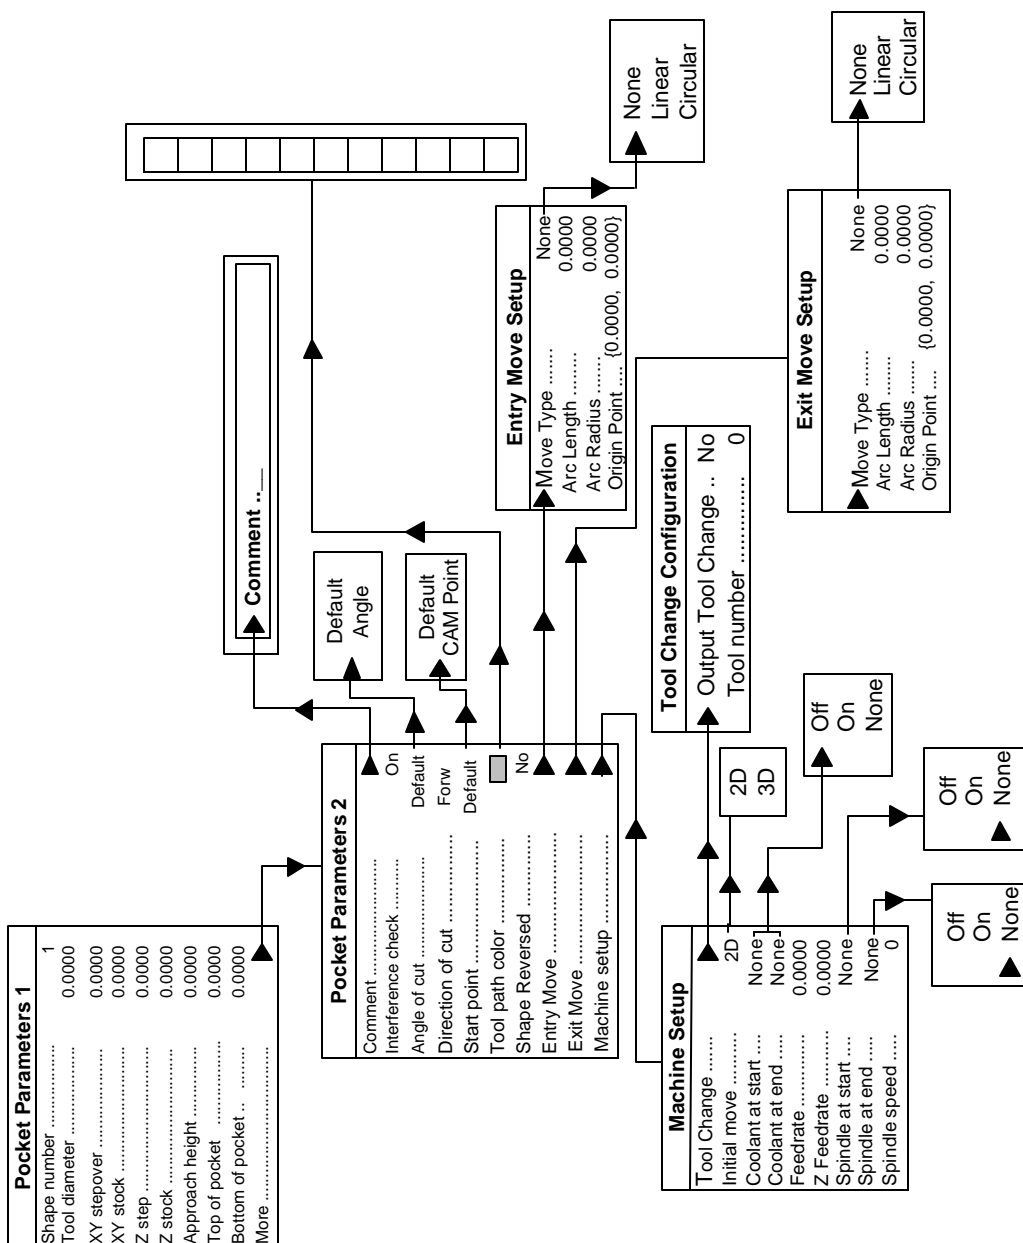 Pocket Parameters 1
Shape number ................... 1
Tool diameter ................... 0.0000
XY stepover ................... 0.0000
XY stock ................... 0.0000
Z step ................... 0.0000
Z stock ................... 0.0000
Approach height ................... 0.0000
Top of pocket ................... 0.0000
Bottom of pocket .. ....... 0.0000
More ...................
Pocket Parameters 2
Comment ...................
Interference check ........... On
Angle of cut ................... Default
Direction of cut ................... Forw
Start point ................... Default
Tool path color ...................
Shape Reversed ........... No
Entry Move ...................
Exit Move ...................
Machine setup ...................
Comment ..__
Default
Angle
Default
CAM Point
Entry Move Setup
Move Type ....... None
Arc Length ........ 0.0000
Arc Radius ....... 0.0000
Origin Point .... {0.0000, 0.0000}
None
Linear
Circular
Exit Move Setup
Move Type ....... None
Arc Length ........ 0.0000
Arc Radius ....... 0.0000
Origin Point .... {0.0000, 0.0000}
None
Linear
Circular
Machine Setup
Tool Change .......
Initial move .......... 2D
Coolant at start .... None
Coolant at end ..... None
Feedrate ............. 0.0000
Z Feedrate .......... 0.0000
Spindle at start .... None
Spindle at end ..... None
Spindle speed .... 0
Tool Change Configuration
Output Tool Change .. No
Tool number .............. 0
2D
3D
Off
On
None
Off
On
None
Off
On
None